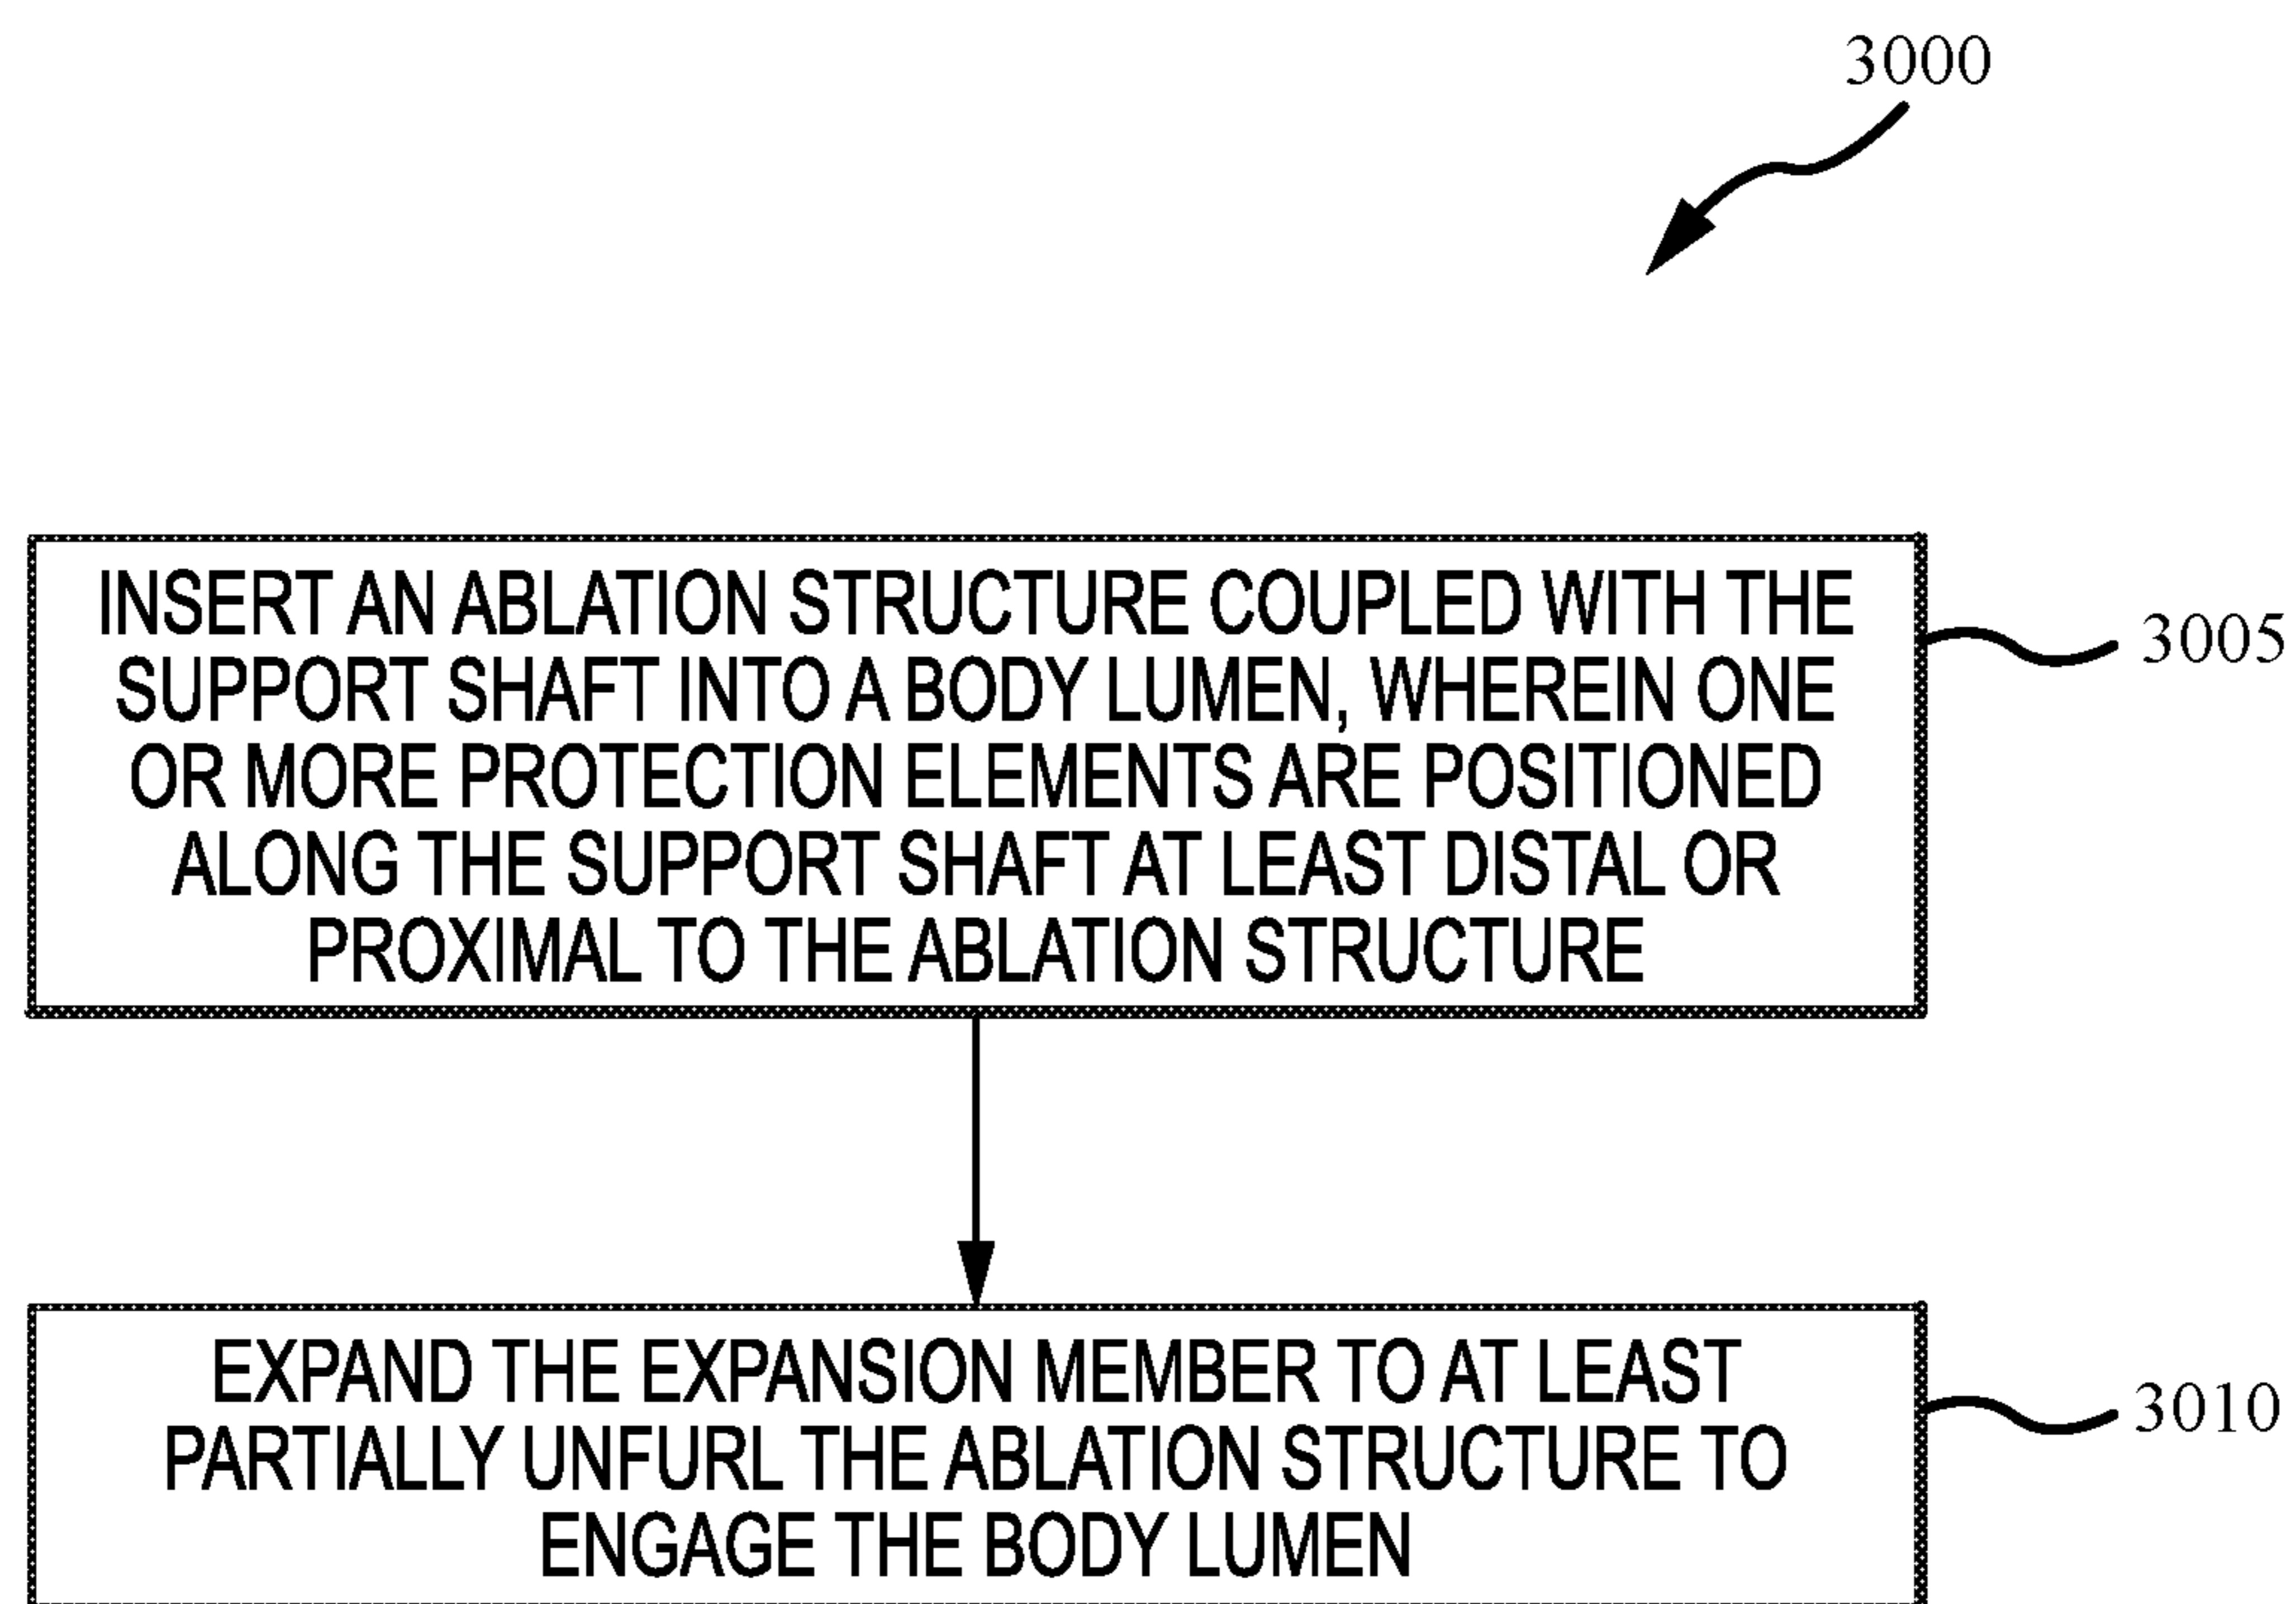 3000
INSERT AN ABLATION STRUCTURE COUPLED WITH THE
SUPPORT SHAFT INTO A BODY LUMEN, WHEREIN ONE
OR MORE PROTECTION ELEMENTS ARE POSITIONED
ALONG THE SUPPORT SHAFT AT LEAST DISTAL OR
PROXIMAL TO THE ABLATION STRUCTURE
3005
EXPAND THE EXPANSION MEMBER TO AT LEAST
PARTIALLY UNFURL THE ABLATION STRUCTURE TO
ENGAGE THE BODY LUMEN
3010